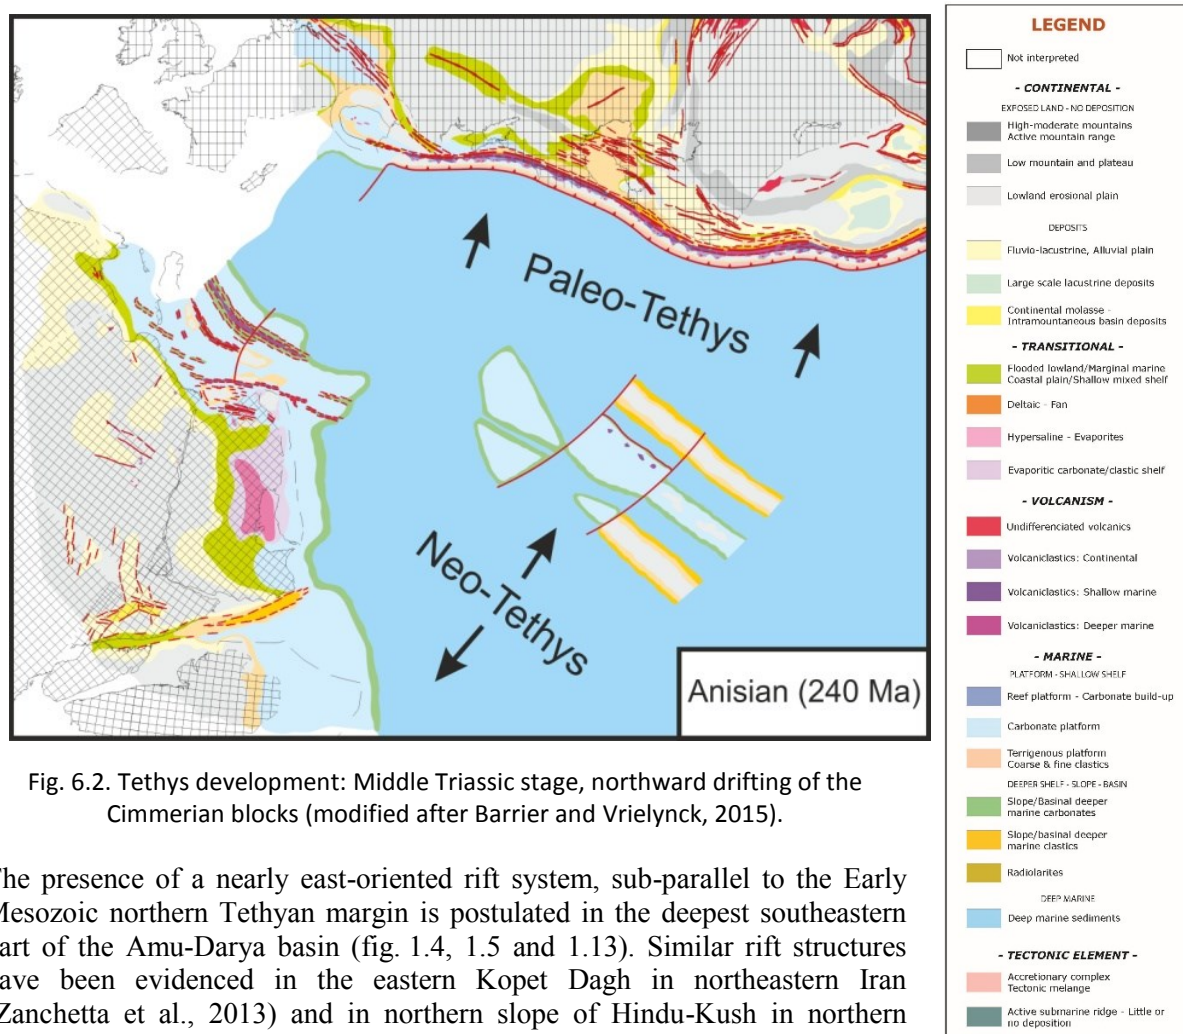 Paleo-Tethys
Neo-Tethys
Anisian (240 Ma)
LEGEND
Not interpreted
- CONTINENTAL -
EXPOSED LAND - NO DEPOSITION
High-moderate mountains
Active mountain range
Low mountain and plateau
Lowland erosional plain
DEPOSITS
Fluvio-lacustrine, Alluvial plain
Large scale lacustrine deposits
Continental molasse -
Intramountaneous basin deposits
- TRANSITIONAL -
Flooded lowland/Marginal marine
Coastal plain/Shallow mixed shelf
Deltaic - Fan
Hypersaline - Evaporites
Evaporitic carbonate/clastic shelf
- VOLCANISM -
Undifferenciated volcanics
Volcaniclastics: Continental
Volcaniclastics: Shallow marine
Volcaniclastics: Deeper marine
- MARINE -
PLATFORM - SHALLOW SHELF
Reef platform - Carbonate build-up
Carbonate platform
Terrigenous platform
Coarse & fine clastics
DEEPER SHELF - SLOPE - BASIN
Slope/Basinal deeper
marine carbonates
Slope/basinal deeper
marine clastics
Radiolarites
DEEP MARINE
Deep marine sediments
- TECTONIC ELEMENT -
Accretionary complex
Tectonic melange
Active submarine ridge - Little or
no deposition
Fig. 6.2. Tethys development: Middle Triassic stage, northward drifting of the
Cimmerian blocks (modified after Barrier and Vrielynck, 2015).
The presence of a nearly east-oriented rift system, sub-parallel to the Early
Mesozoic northern Tethyan margin is postulated in the deepest southeastern
part of the Amu-Darya basin (fig. 1.4, 1.5 and 1.13). Similar rift structures
have been evidenced in the eastern Kopet Dagh in northeastern Iran
(Zanchetta et al., 2013) and in northern slope of Hindu-Kush in northern